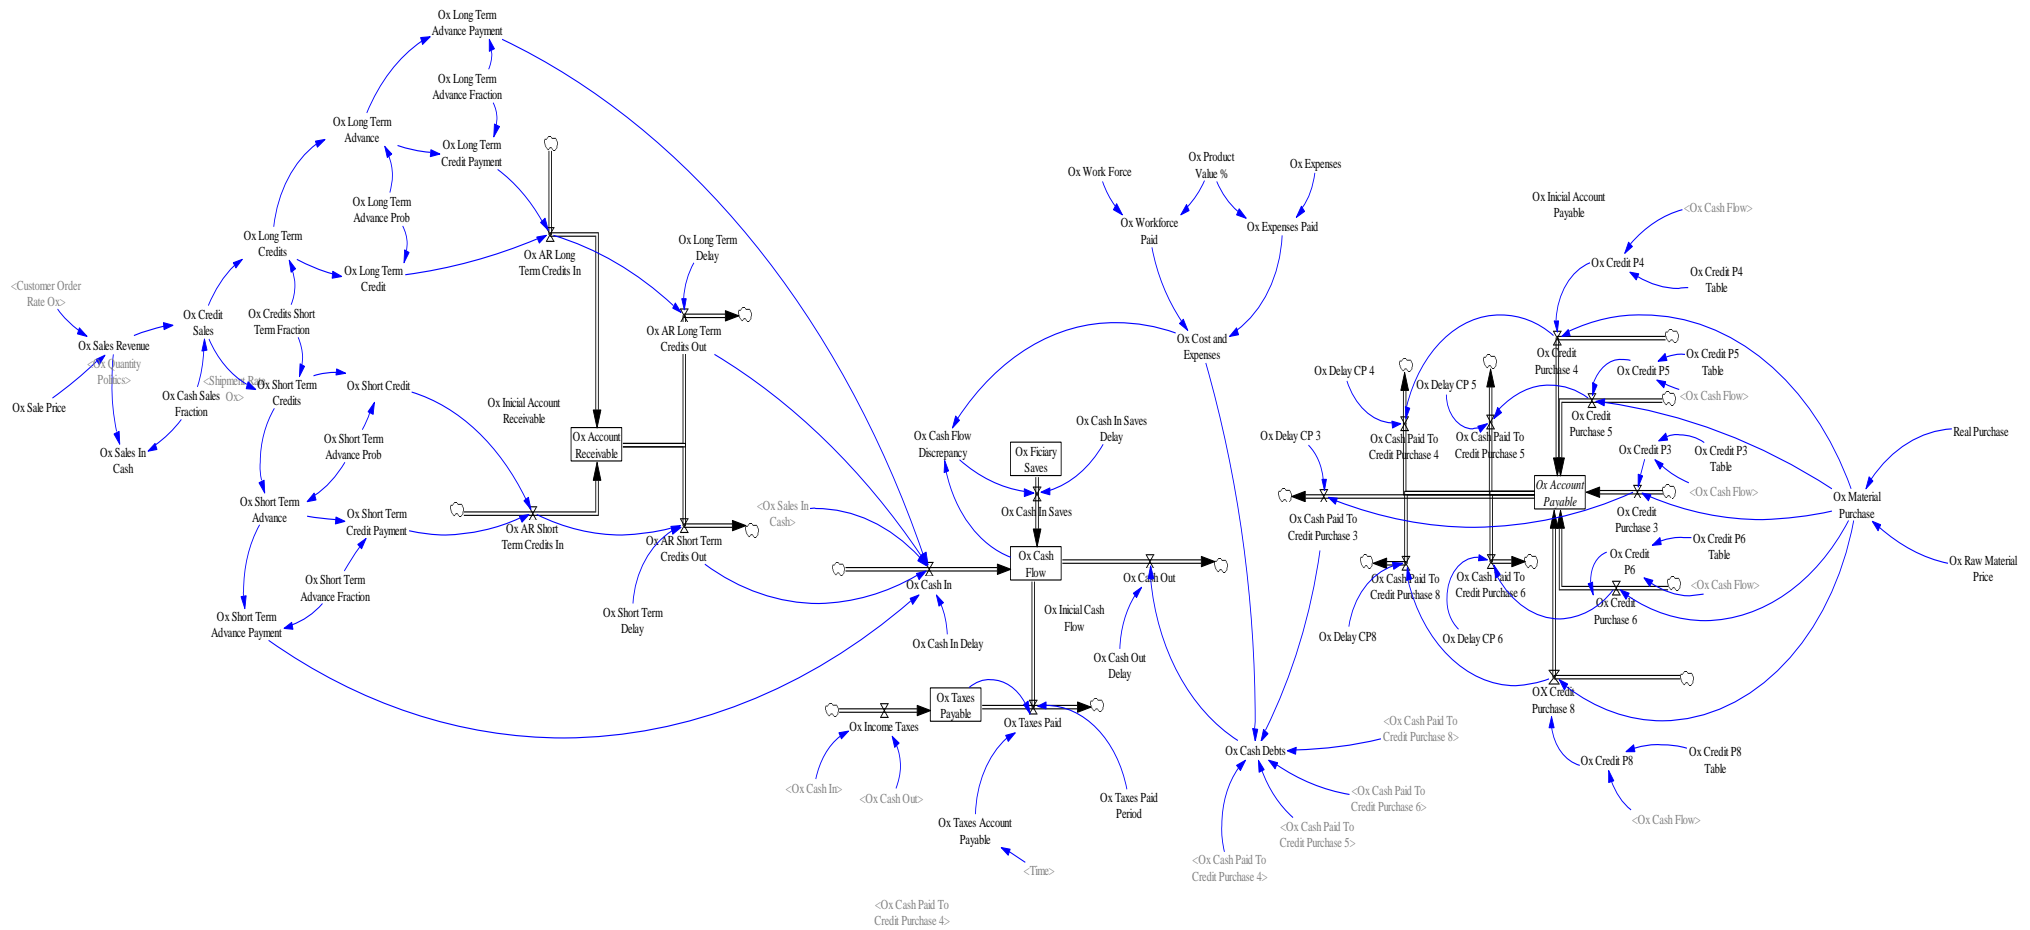 Ox Long Term
Advance Payment
Ox Long Term
Advance Fraction
Ox Long Term
Advance
Ox Long Term
Credit Payment
Ox Long Term
Advance Prob
Ox Long Term
Credits
Ox Long Term
Credit
Ox AR Long
Term Credits In
Ox Long Term
Delay
<Customer Order
Rate Ox>
Ox Credit
Sales
Ox Credits Short
Term Fraction
Ox Sales Revenue
<Ox Quantity
Politics>
<Shipment Rate
Ox>
Ox AR Long Term
Credits Out
Ox Sale Price
Ox Cash Sales
Fraction
Ox Short Term
Credits
Ox Short Credit
Ox Inicial Account
Receivable
Ox Sales In
Cash
Ox Short Term
Advance Prob
Ox Account
Receivable
Ox Short Term
Advance
Ox Short Term
Credit Payment
Ox AR Short
Term Credits In
Ox AR Short Term
Credits Out
Ox Short Term
Advance Fraction
Ox Short Term
Advance Payment
Ox Short Term
Delay
Ox Work Force
Ox Product
Value %
Ox Expenses
Ox Workforce
Paid
Ox Expenses Paid
Ox Cost and
Expenses
Ox Cash Flow
Discrepancy
Ox Ficiary
Saves
Ox Cash In Saves
Delay
Ox Cash In Saves
<Ox Sales In
Cash>
Ox Cash In
Ox Cash
Flow
Ox Cash Out
Ox Inicial Cash
Flow
Ox Cash In Delay
Ox Cash Out
Delay
Ox Taxes
Payable
Ox Income Taxes
Ox Taxes Paid
<Ox Cash In>
<Ox Cash Out>
Ox Taxes Account
Payable
Ox Taxes Paid
Period
<Time>
<Ox Cash Paid To
Credit Purchase 4>
Ox Cash Debts
<Ox Cash Paid To
Credit Purchase 8>
<Ox Cash Paid To
Credit Purchase 6>
<Ox Cash Paid To
Credit Purchase 5>
<Ox Cash Paid To
Credit Purchase 4>
Ox Inicial Account
Payable
<Ox Cash Flow>
Ox Credit P4
Ox Credit P4
Table
Ox Credit
Purchase 4
Ox Credit P5
Table
Ox Credit P5
<Ox Cash Flow>
Ox Delay CP 4
Ox Delay CP 5
Ox Credit
Purchase 5
Ox Delay CP 3
Ox Cash Paid To
Credit Purchase 4
Ox Cash Paid To
Credit Purchase 5
Ox Credit P3
Ox Credit P3
Table
<Ox Cash Flow>
Real Purchase
Ox Account
Payable
Ox Material
Purchase
Ox Cash Paid To
Credit Purchase 3
Ox Credit
Purchase 3
Ox Credit P6
Table
Ox Credit
P6
<Ox Cash Flow>
Ox Raw Material
Price
Ox Cash Paid To
Credit Purchase 8
Ox Cash Paid To
Credit Purchase 6
Ox Credit
Purchase 6
Ox Delay CP8
Ox Delay CP 6
OX Credit
Purchase 8
Ox Credit P8
Ox Credit P8
Table
<Ox Cash Flow>